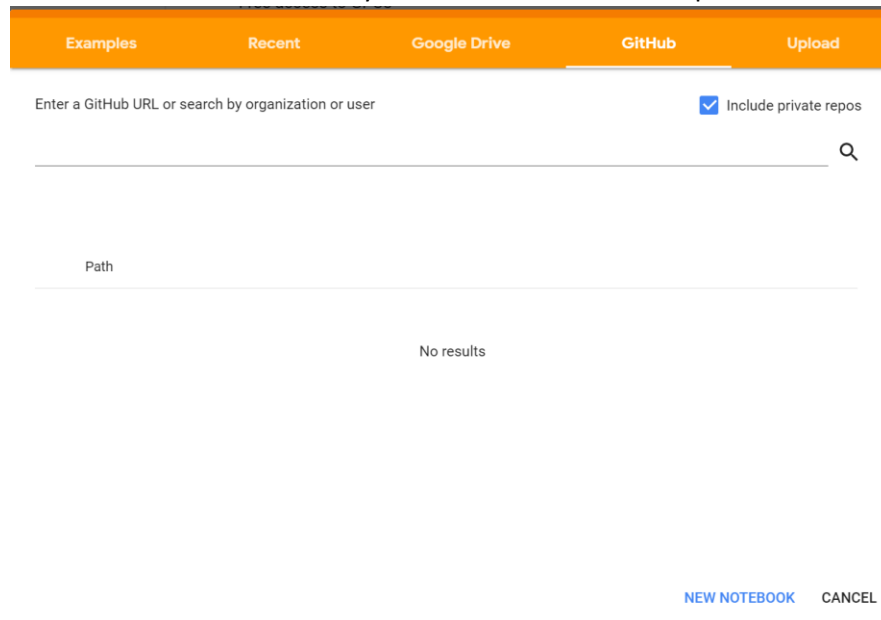 Examples Recent Google Drive GitHub Upload
Enter a GitHub URL or search by organization or user Include private repos
Path
No results
NEW NOTEBOOK CANCEL